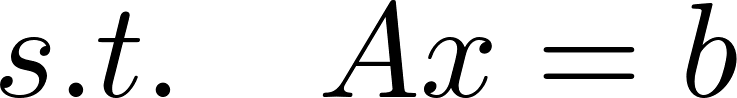 s.t. Ax = b